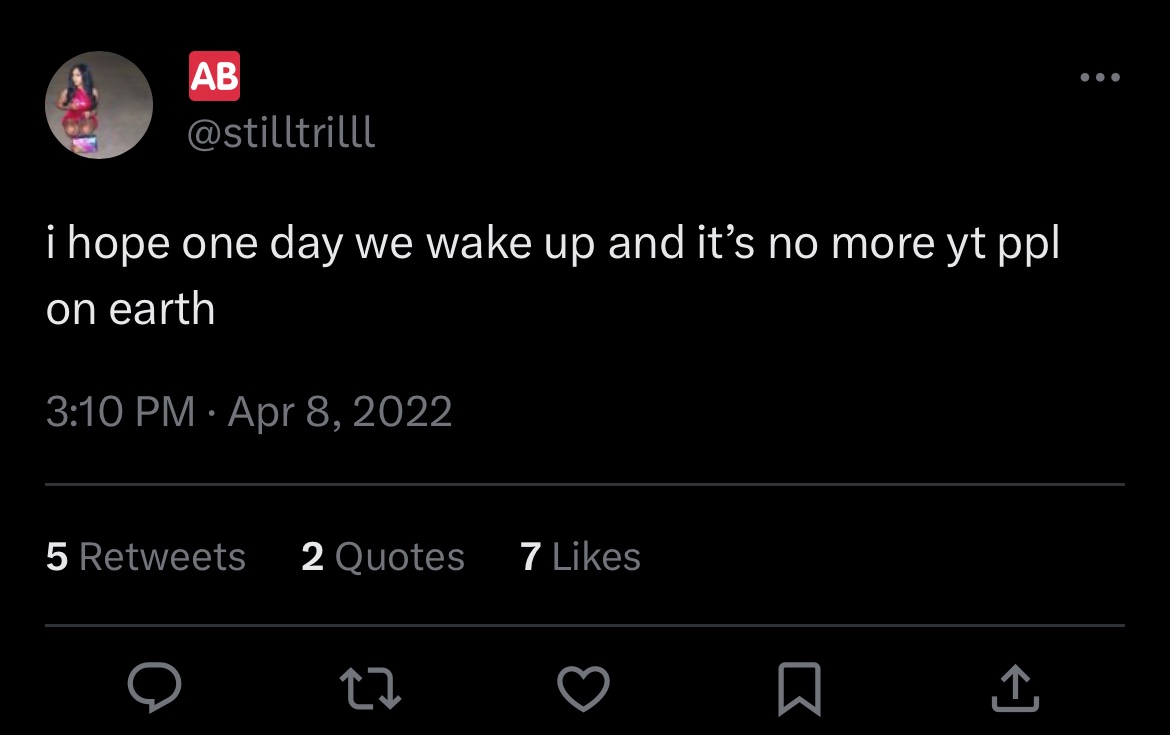 🆎
@stilltrilll
i hope one day we wake up and it’s no more yt ppl
on earth
3:10 PM · Apr 8, 2022
5 Retweets 2 Quotes 7 Likes